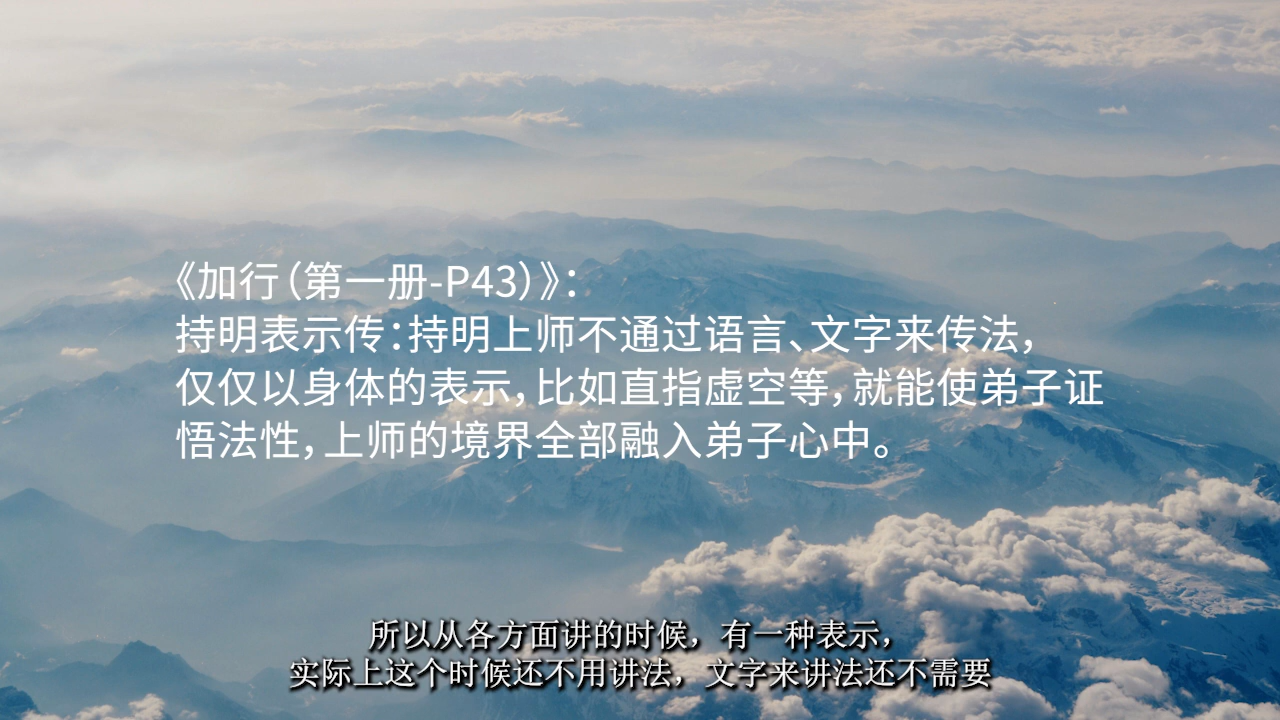 《加行（第一册-P43）》：
持明表示传：持明上师不通过语言、文字来传法，
仅仅以身体的表示，比如直指虚空等，就能使弟子证
悟法性，上师的境界全部融入弟子心中。
所以从各方面讲的时候，有一种表示，
实际上这个时候还不用讲法，文字来讲法还不需要